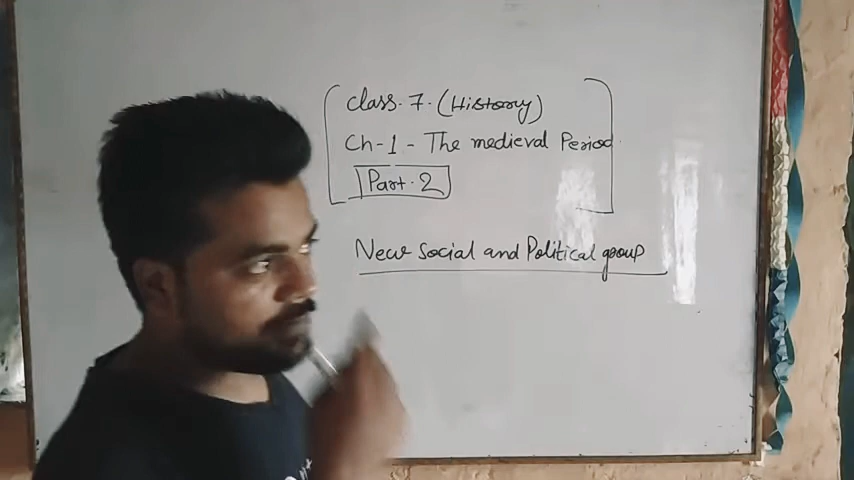 Class. 7. (History)
Ch-1 - The medieval Period
Part. 2
New Social and Political group